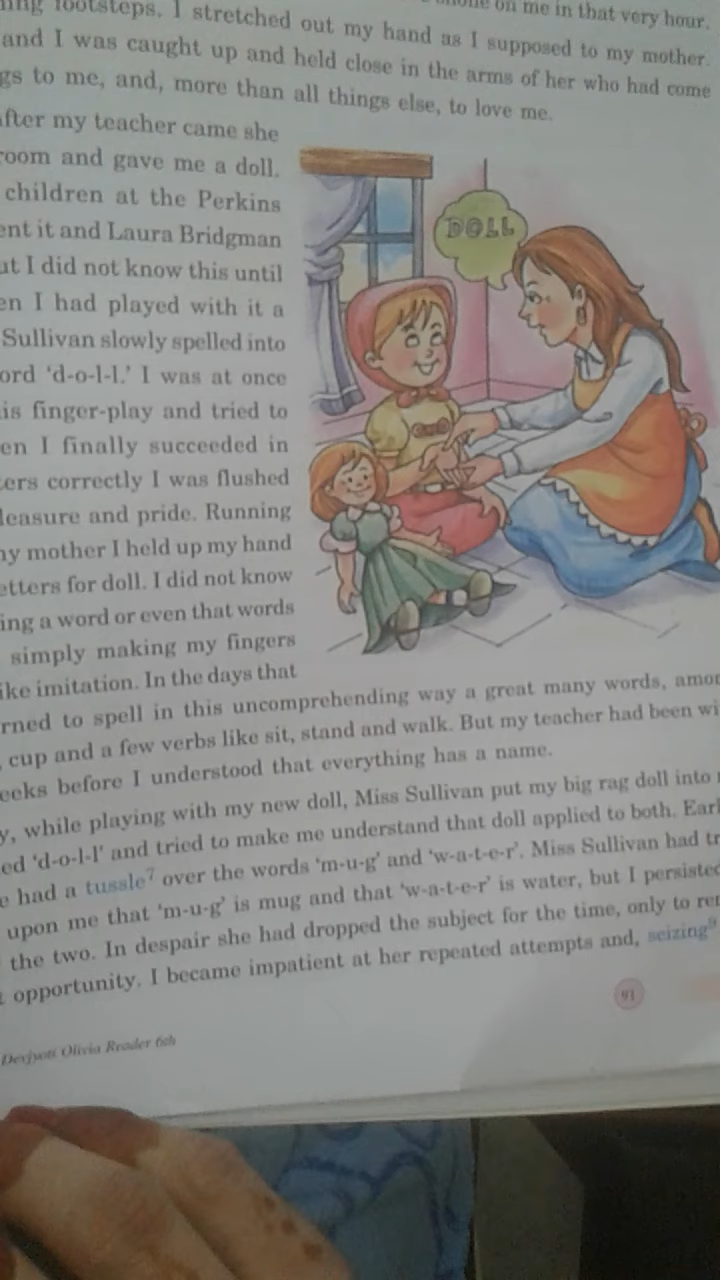 on me in that very hour.
footsteps. I stretched out my hand as I supposed to my mother.
and I was caught up and held close in the arms of her who had come
gs to me, and, more than all things else, to love me.
after my teacher came she
room and gave me a doll.
children at the Perkins
ent it and Laura Bridgman
ut I did not know this until
en I had played with it a
Sullivan slowly spelled into
ord 'd-o-l-l.' I was at once
is finger-play and tried to
en I finally succeeded in
ters correctly I was flushed
leasure and pride. Running
my mother I held up my hand
etters for doll. I did not know
ing a word or even that words
simply making my fingers
ike imitation. In the days that
DOLL
rned to spell in this uncomprehending way a great many words, amon
, cup and a few verbs like sit, stand and walk. But my teacher had been wi
eeks before I understood that everything has a name.
y, while playing with my new doll, Miss Sullivan put my big rag doll into
ed 'd-o-l-l' and tried to make me understand that doll applied to both. Earl
e had a tussle7 over the words 'm-u-g' and 'w-a-t-e-r'. Miss Sullivan had tr
upon me that 'm-u-g' is mug and that 'w-a-t-e-r' is water, but I persisted
the two. In despair she had dropped the subject for the time, only to ren
opportunity. I became impatient at her repeated attempts and, seizing
91
Devjyoti Olivia Reader 6th